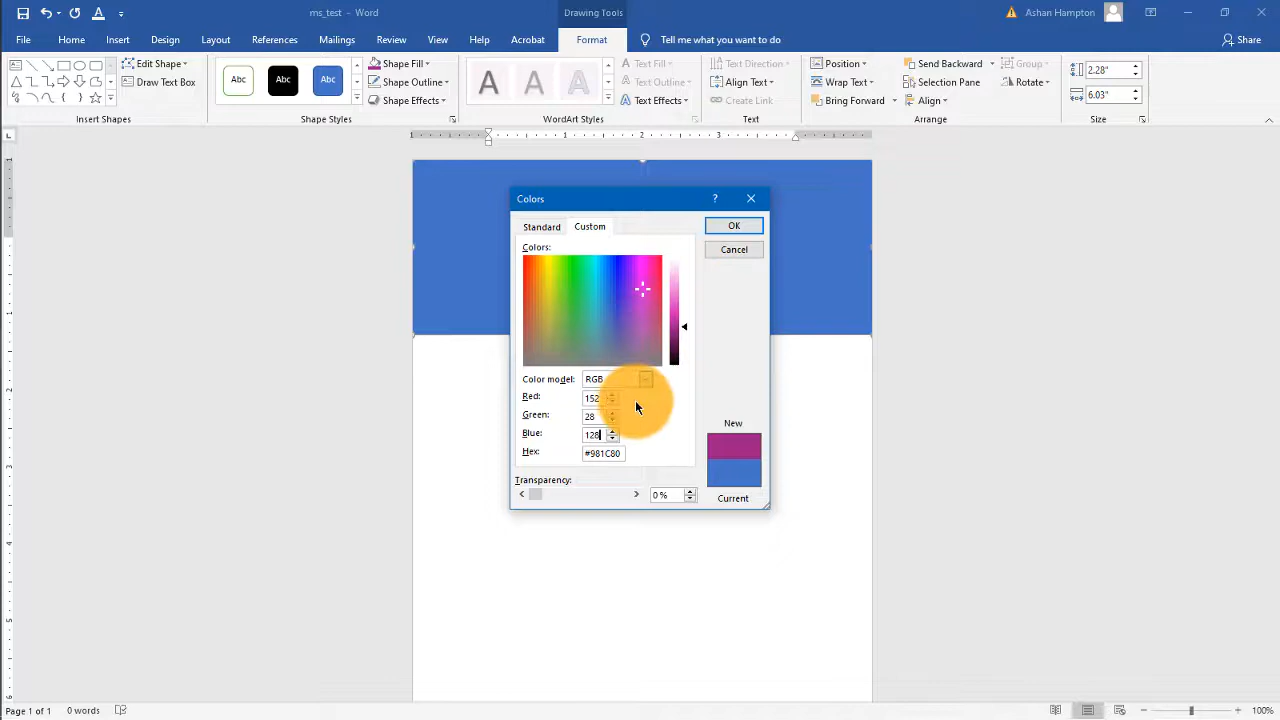 ms_test - Word
Drawing Tools
Ashan Hampton
File Home Insert Design Layout References Mailings Review View Help Acrobat Format Tell me what you want to do Share
Edit Shape
Draw Text Box
Insert Shapes
Abc Abc Abc
Shape Fill
Shape Outline
Shape Effects
Shape Styles
A A A
Text Fill
Text Outline
Text Effects
WordArt Styles
Text Direction
Align Text
Create Link
Text
Position
Wrap Text
Bring Forward
Send Backward
Selection Pane
Align
Group
Rotate
Arrange
2.28"
6.03"
Size
1 1 2 3
Colors
Standard Custom
OK
Cancel
Colors:
Color model: RGB
Red: 152
Green: 28
Blue: 128
Hex: #981C80
Transparency:
0 %
New
Current
Page 1 of 1 0 words 100%